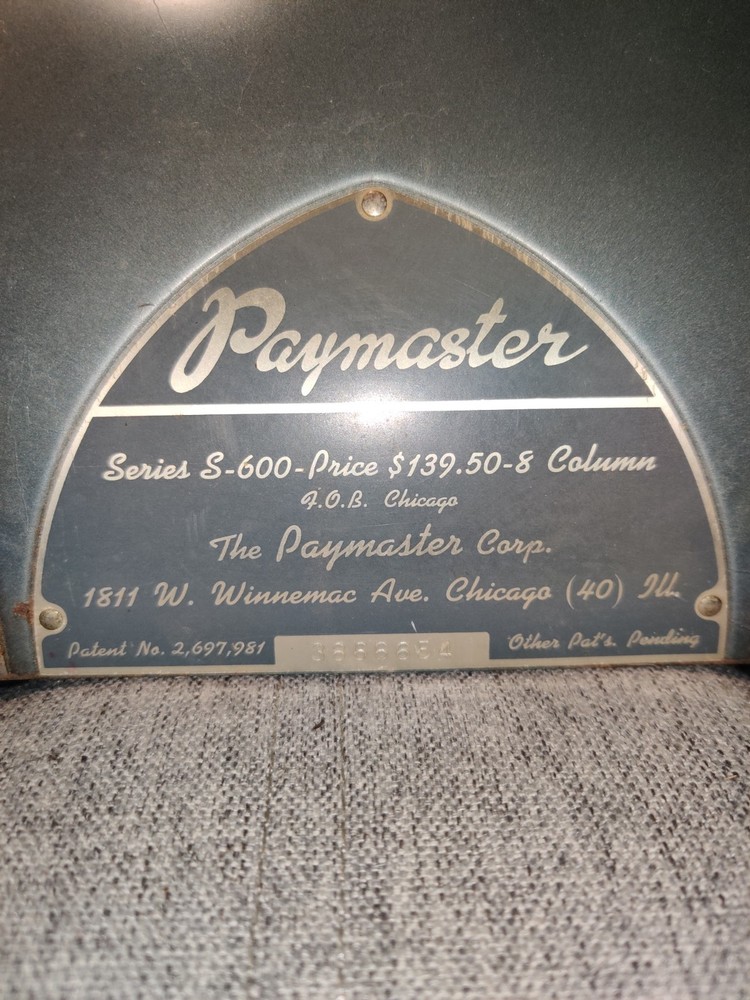 Paymaster
Series S-600-Price $139.50-8 Column
F.O.B. Chicago
The Paymaster Corp.
1811 W. Winnemac Ave. Chicago (40) Ill.
Patent No. 2,697,981
Other Pat's. Pending